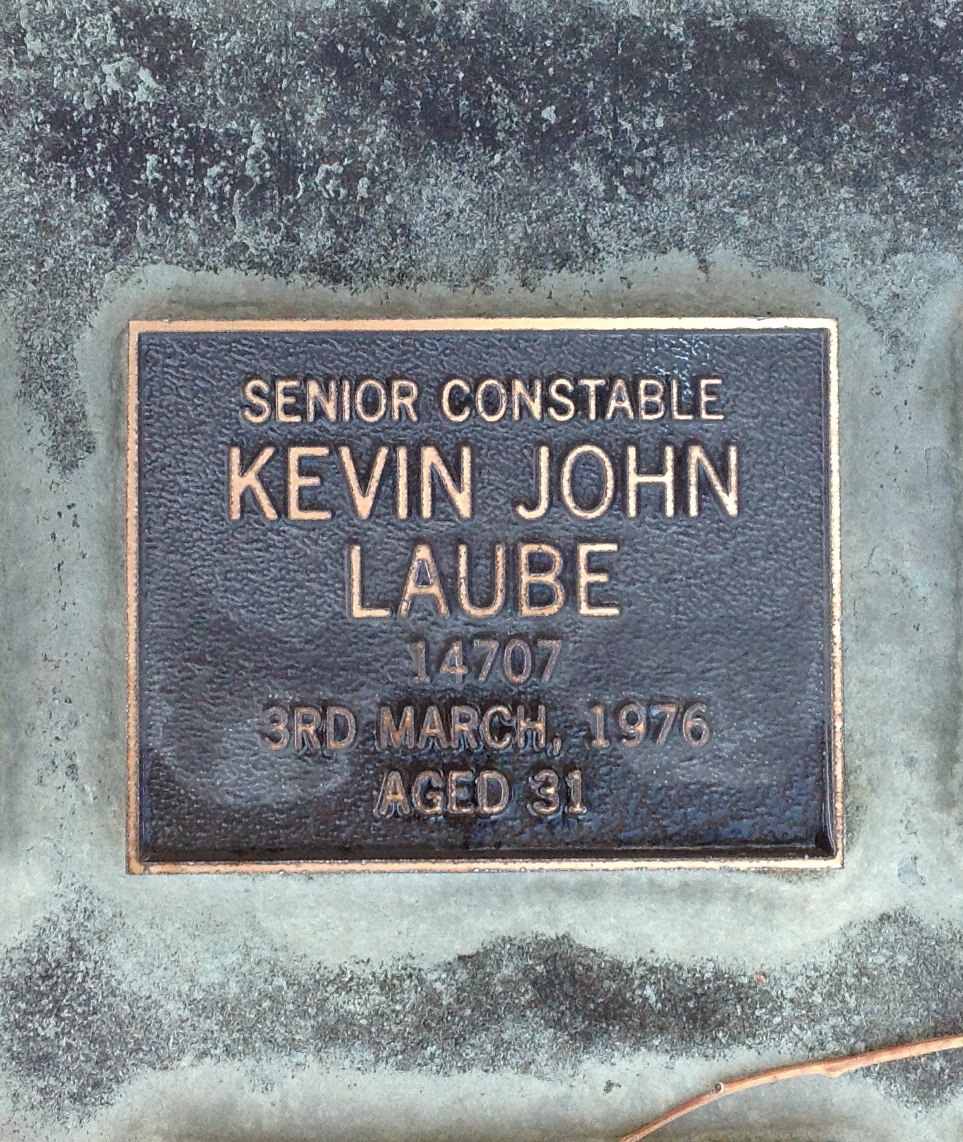 SENIOR CONSTABLE
KEVIN JOHN
LAUBE
14707
3RD MARCH, 1976
AGED 31